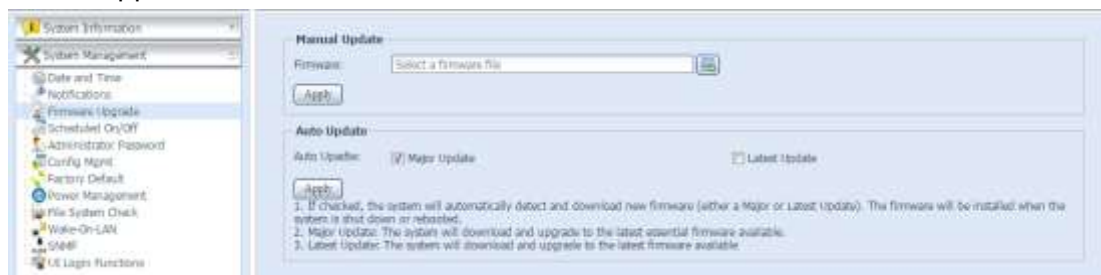 System Information
System Management
Date and Time
Notifications
Firmware Upgrade
Scheduled On/Off
Administrator Password
Config Mgmt
Factory Default
Power Management
File System Check
Wake-On-LAN
SNMP
UI Login Functions
Manual Update
Firmware: Select a firmware file
Apply
Auto Update
Auto Update: Major Update Latest Update
Apply
1. If checked, the system will automatically detect and download new firmware (either a Major or Latest Update). The firmware will be installed when the
system is shut down or rebooted.
2. Major Update: The system will download and upgrade to the latest essential firmware available.
3. Latest Update: The system will download and upgrade to the latest firmware available